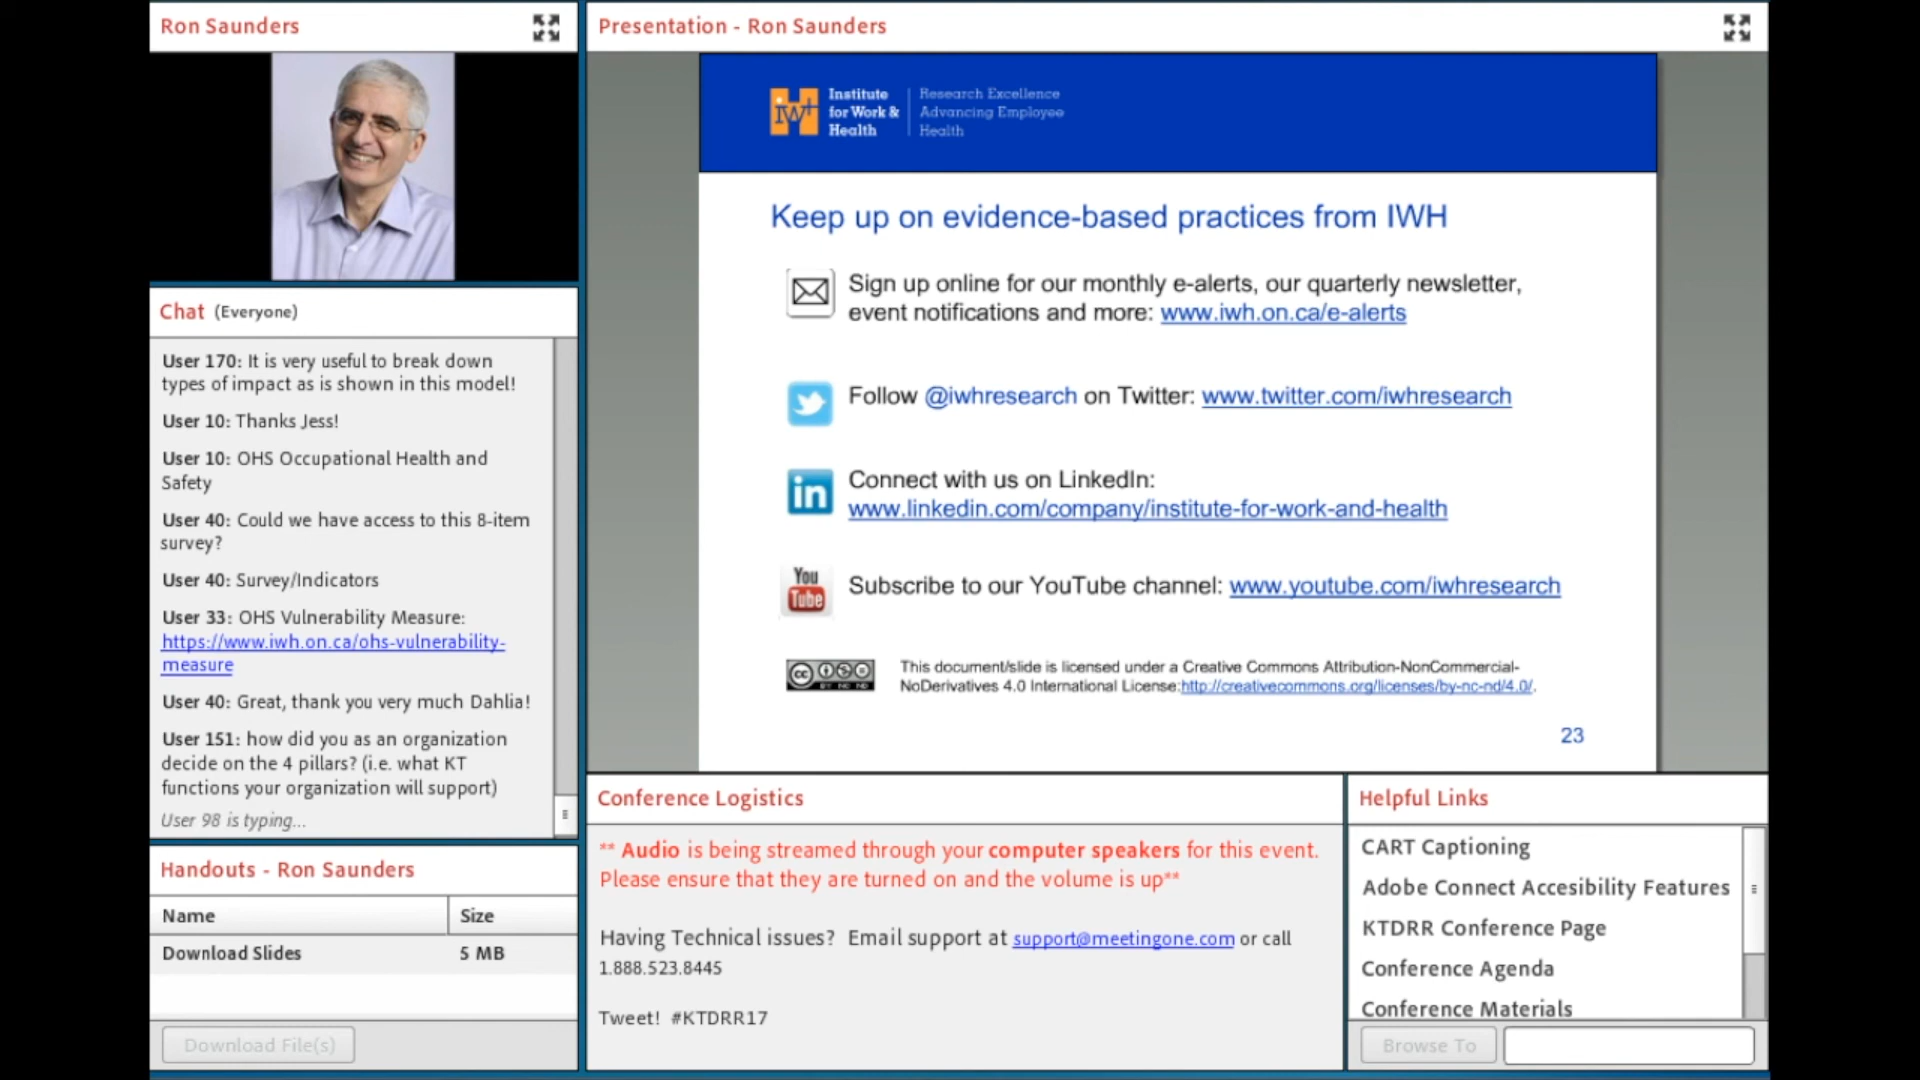 Ron Saunders
Chat (Everyone)
User 170: It is very useful to break down
types of impact as is shown in this model!
User 10: Thanks Jess!
User 10: OHS Occupational Health and
Safety
User 40: Could we have access to this 8-item
survey?
User 40: Survey/Indicators
User 33: OHS Vulnerability Measure:
https://www.iwh.on.ca/ohs-vulnerability-
measure
User 40: Great, thank you very much Dahlia!
User 151: how did you as an organization
decide on the 4 pillars? (i.e. what KT
functions your organization will support)
User 98 is typing...
Handouts - Ron Saunders
Name Size
Download Slides 5 MB
Download File(s)
Presentation - Ron Saunders
IW+
Institute
for Work &
Health
Research Excellence
Advancing Employee
Health
Keep up on evidence-based practices from IWH
Sign up online for our monthly e-alerts, our quarterly newsletter,
event notifications and more: www.iwh.on.ca/e-alerts
Follow @iwhresearch on Twitter: www.twitter.com/iwhresearch
in
Connect with us on LinkedIn:
www.linkedin.com/company/institute-for-work-and-health
You
Tube
Subscribe to our YouTube channel: www.youtube.com/iwhresearch
cc
BY NC ND
This document/slide is licensed under a Creative Commons Attribution-NonCommercial-
NoDerivatives 4.0 International License:http://creativecommons.org/licenses/by-nc-nd/4.0/.
23
Conference Logistics
** Audio is being streamed through your computer speakers for this event.
Please ensure that they are turned on and the volume is up**
Having Technical issues? Email support at support@meetingone.com or call
1.888.523.8445
Tweet! #KTDRR17
Helpful Links
CART Captioning
Adobe Connect Accesibility Features
KTDRR Conference Page
Conference Agenda
Conference Materials
Browse To